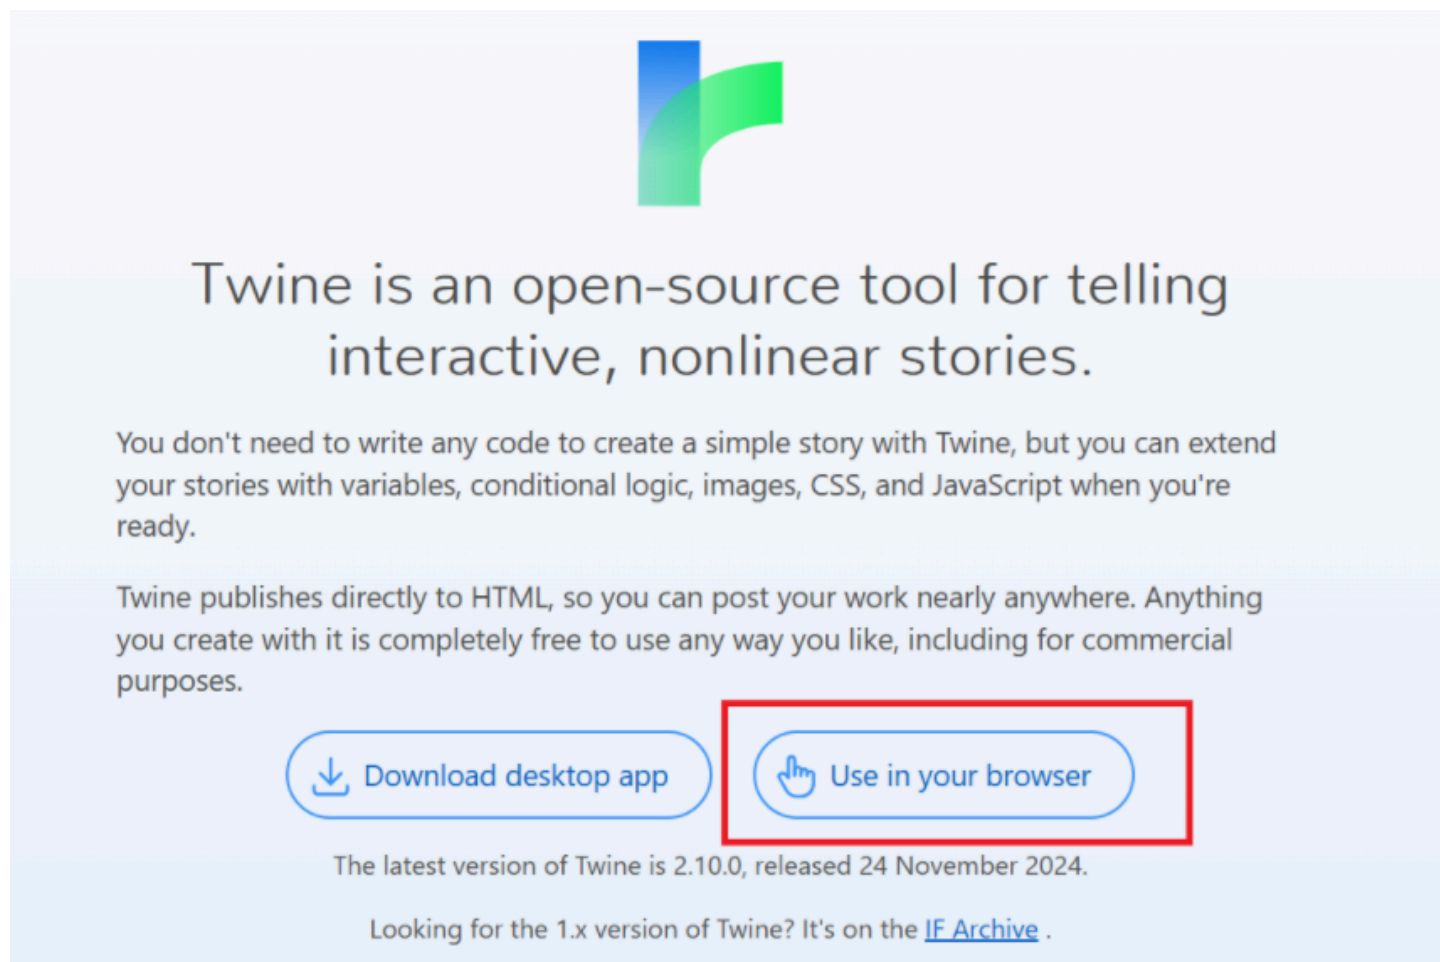 Twine is an open-source tool for telling
interactive, nonlinear stories.
You don't need to write any code to create a simple story with Twine, but you can extend
your stories with variables, conditional logic, images, CSS, and JavaScript when you're
ready.
Twine publishes directly to HTML, so you can post your work nearly anywhere. Anything
you create with it is completely free to use any way you like, including for commercial
purposes.
Download desktop app
Use in your browser
The latest version of Twine is 2.10.0, released 24 November 2024.
Looking for the 1.x version of Twine? It's on the IF Archive .